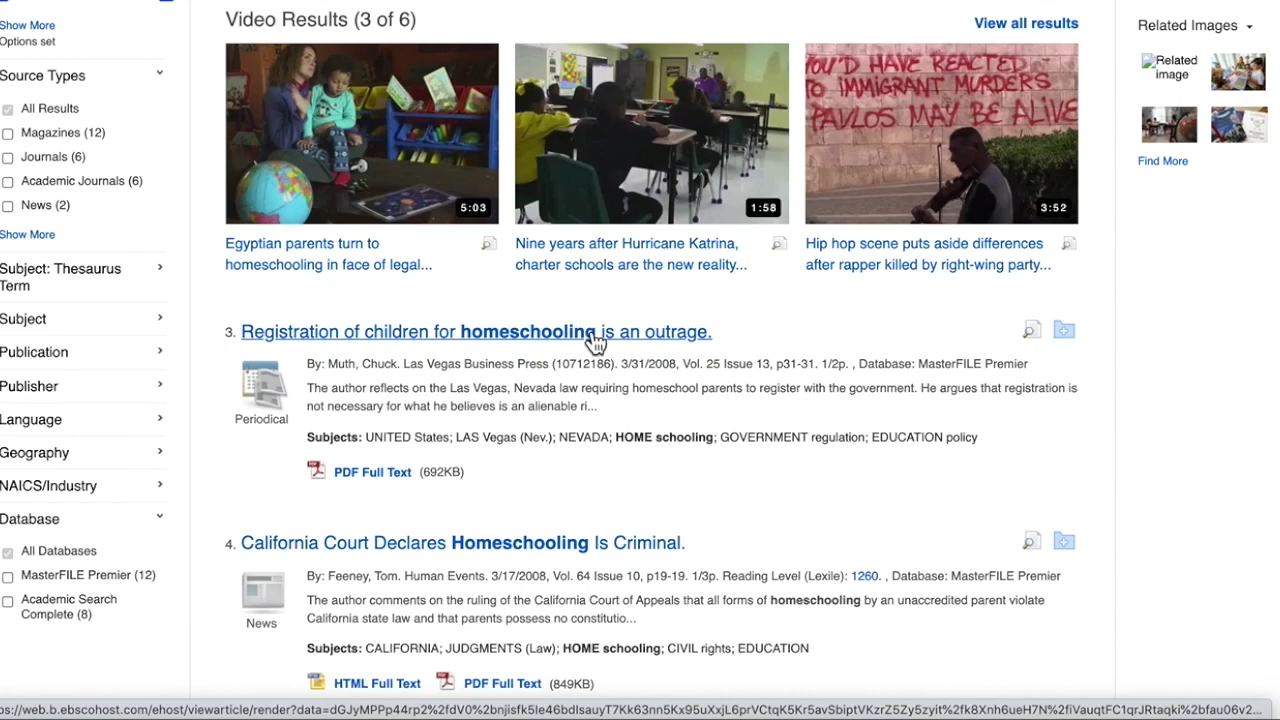 Show More
Options set
Source Types
All Results
Magazines (12)
Journals (6)
Academic Journals (6)
News (2)
Show More
Subject: Thesaurus
Term
Subject
Publication
Publisher
Language
Geography
NAICS/Industry
Database
All Databases
MasterFILE Premier (12)
Academic Search
Complete (8)
Video Results (3 of 6)
View all results
5:03
1:58
YOU'D HAVE REACTED
TO IMMIGRANT MURDERS
PAVLOS MAY BE ALIVE
3:52
Egyptian parents turn to
homeschooling in face of legal...
Nine years after Hurricane Katrina,
charter schools are the new reality...
Hip hop scene puts aside differences
after rapper killed by right-wing party...
3. Registration of children for homeschooling is an outrage.
By: Muth, Chuck. Las Vegas Business Press (10712186). 3/31/2008, Vol. 25 Issue 13, p31-31. 1/2p. , Database: MasterFILE Premier
The author reflects on the Las Vegas, Nevada law requiring homeschool parents to register with the government. He argues that registration is
not necessary for what he believes is an alienable ri...
Periodical
Subjects: UNITED States; LAS Vegas (Nev.); NEVADA; HOME schooling; GOVERNMENT regulation; EDUCATION policy
PDF Full Text (692KB)
4. California Court Declares Homeschooling Is Criminal.
By: Feeney, Tom. Human Events. 3/17/2008, Vol. 64 Issue 10, p19-19. 1/3p. Reading Level (Lexile): 1260. , Database: MasterFILE Premier
The author comments on the ruling of the California Court of Appeals that all forms of homeschooling by an unaccredited parent violate
California state law and that parents possess no constitutio...
News
Subjects: CALIFORNIA; JUDGMENTS (Law); HOME schooling; CIVIL rights; EDUCATION
HTML Full Text PDF Full Text (849KB)
Related Images
Related
image
Find More